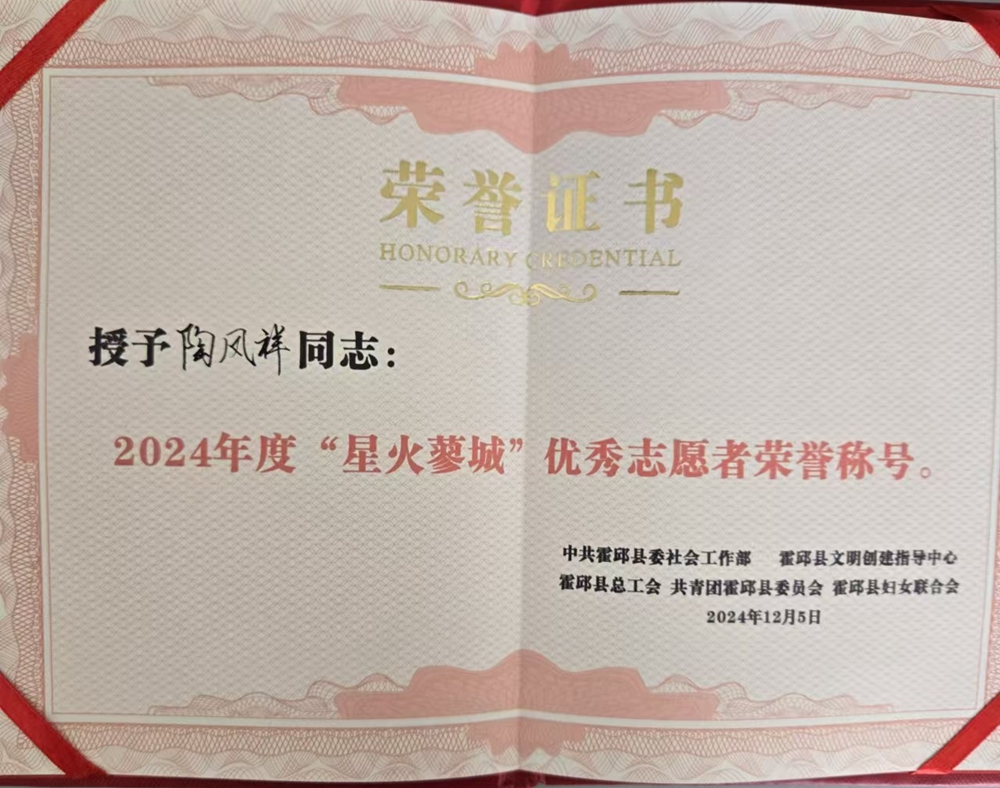 荣誉证书
HONORARY CREDENTIAL
授予陶风祥同志：
2024年度“星火蓼城”优秀志愿者荣誉称号。
中共霍邱县委社会工作部 霍邱县文明创建指导中心
霍邱县总工会 共青团霍邱县委员会 霍邱县妇女联合会
2024年12月5日